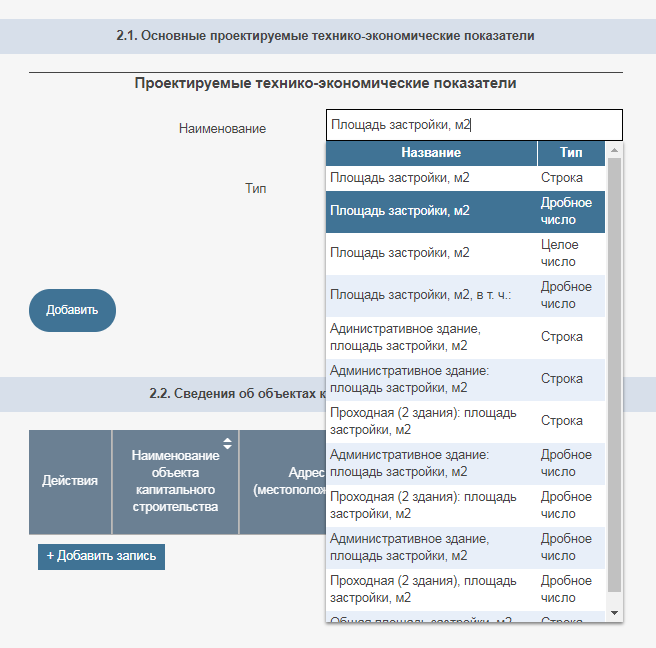 2.1. Основные проектируемые технико-экономические показатели
Проектируемые технико-экономические показатели
Наименование
Площадь застройки, м2
Тип
Добавить
Название Тип
Площадь застройки, м2 Строка
Площадь застройки, м2 Дробное
число
Площадь застройки, м2 Целое
число
Площадь застройки, м2, в т. ч.: Дробное
число
Адинистративное здание,
площадь застройки, м2 Строка
Административное здание:
площадь застройки, м2 Строка
Проходная (2 здания): площадь
застройки, м2 Строка
Административное здание: Дробное
площадь застройки, м2 число
Проходная (2 здания): площадь Дробное
застройки, м2 число
Административное здание, Дробное
площадь застройки, м2 число
Проходная (2 здания), площадь Дробное
застройки, м2 число
Общая площадь застройки, м2 Строка
2.2. Сведения об объектах к
Действия
Наименование
объекта
капитального
строительства
Адрес
(местополож
+ Добавить запись